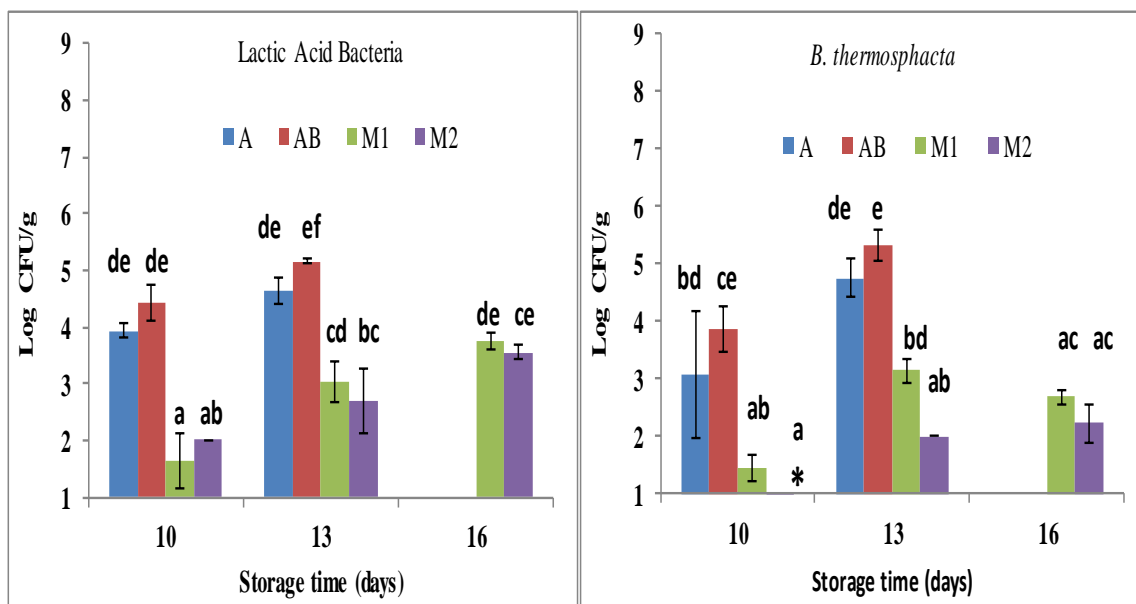 Lactic Acid Bacteria
A AB M1 M2
Log CFU/g
9
8
7
6
5
4
3
2
1
de de
a ab
de ef
cd bc
de ce
10 13 16
Storage time (days)
B. thermosphacta
A AB M1 M2
Log CFU/g
9
8
7
6
5
4
3
2
1
bd ce
ab
a
*
de e
bd
ab
ac ac
10 13 16
Storage time (days)